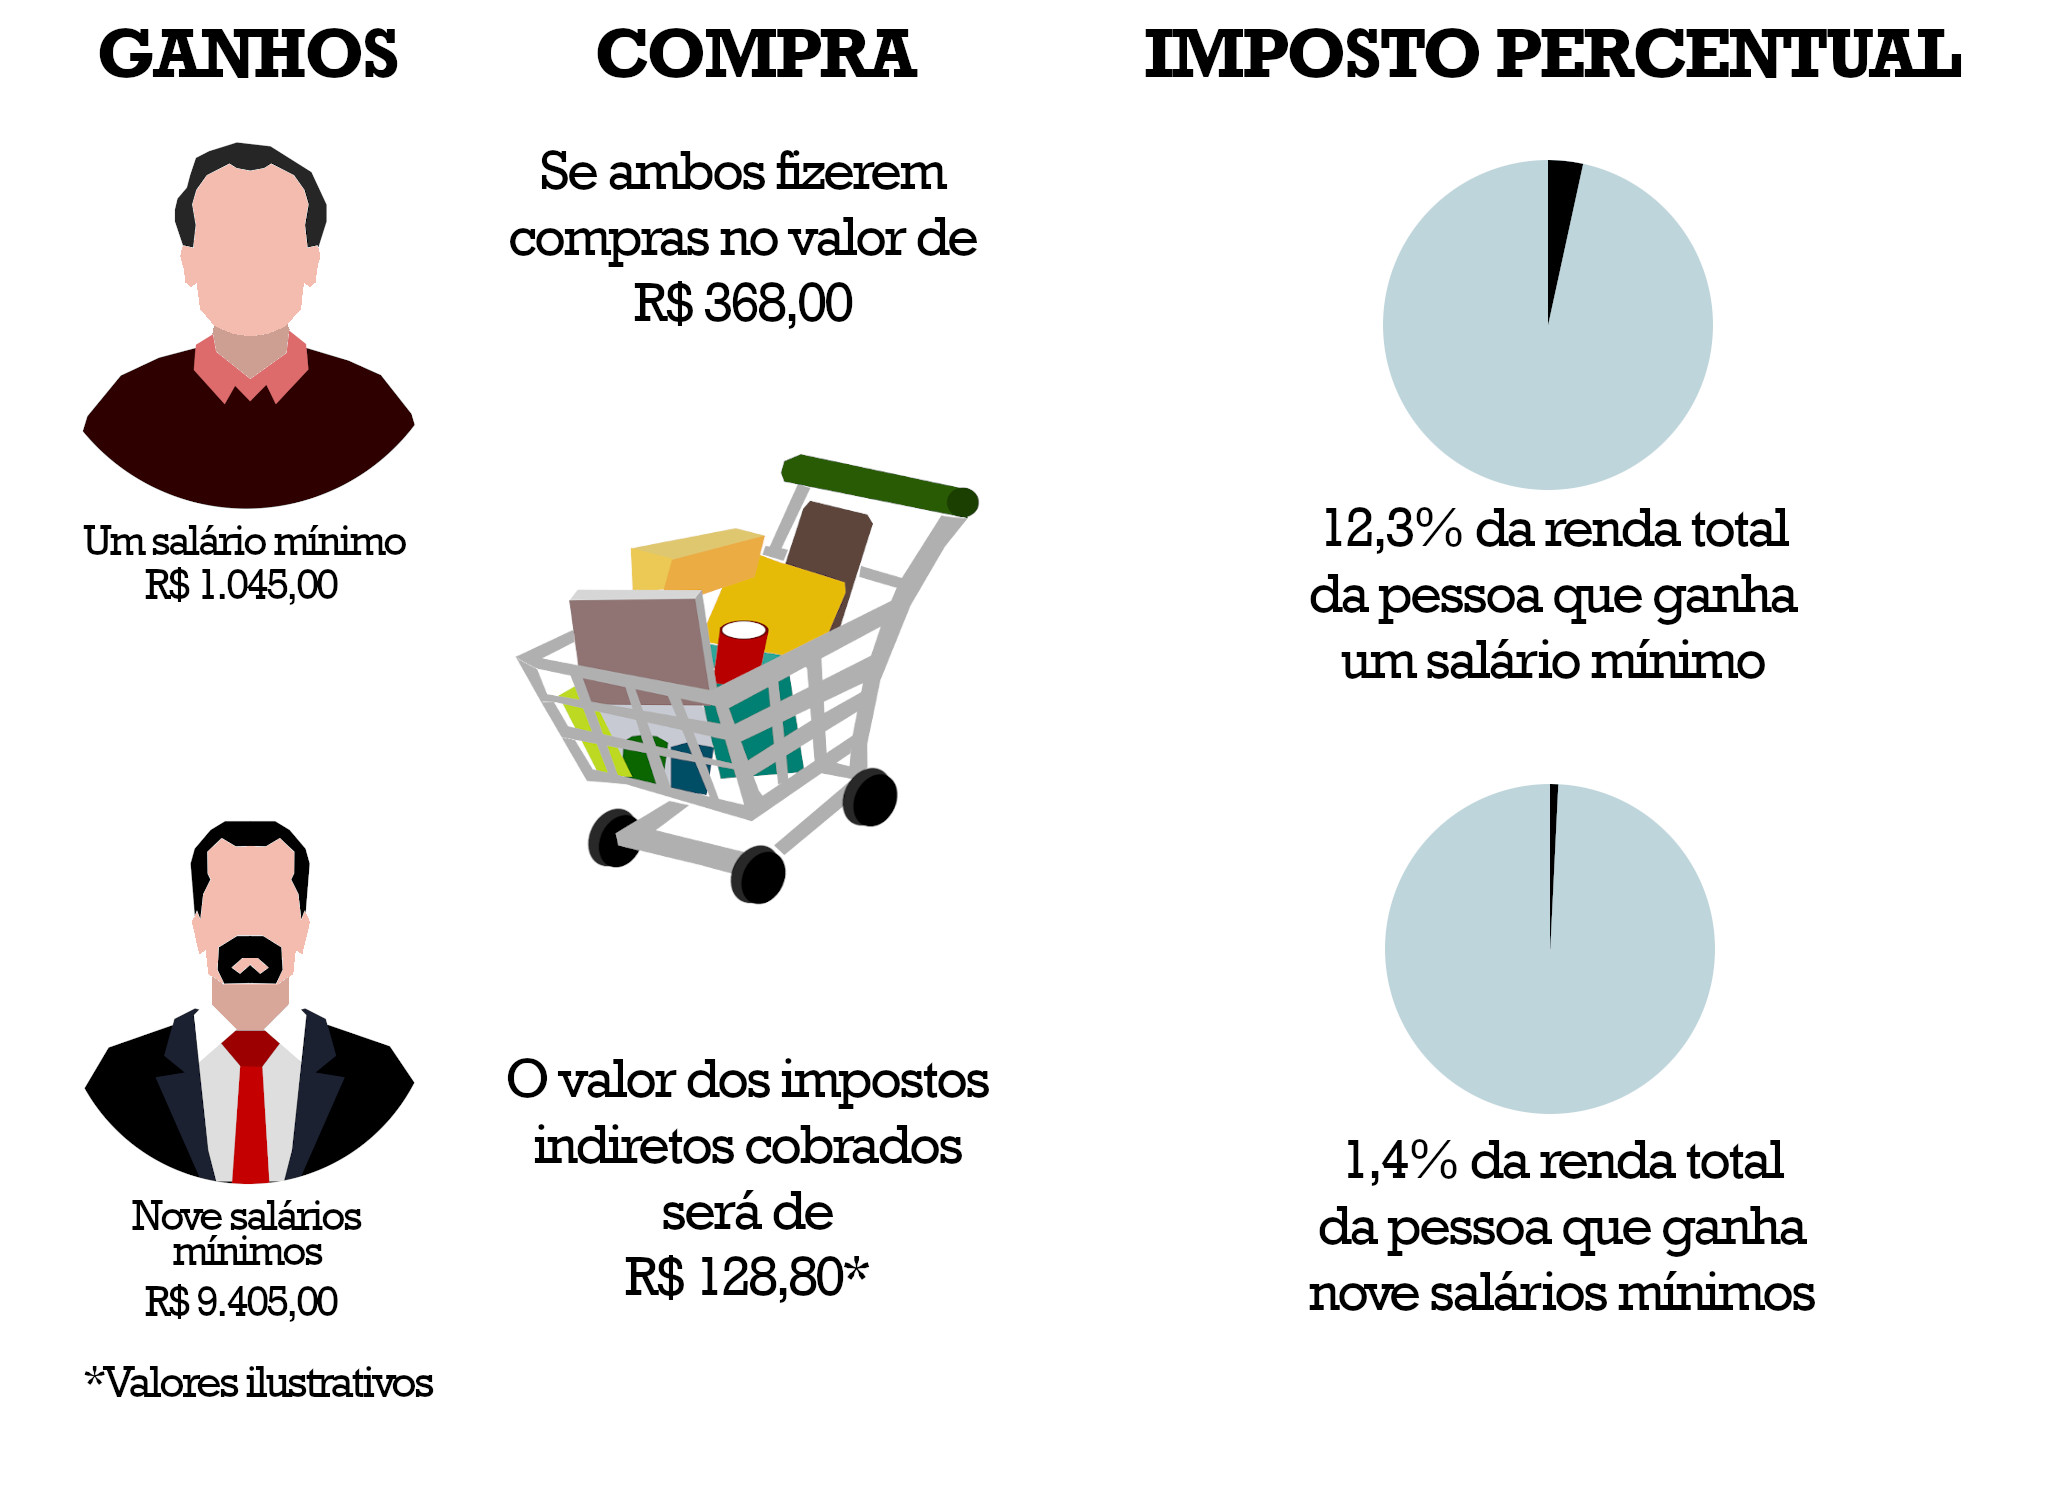 GANHOS
COMPRA
IMPOSTO PERCENTUAL
Um salário mínimo
R$ 1.045,00
Nove salários
mínimos
R$ 9.405,00
*Valores ilustrativos
Se ambos fizerem
compras no valor de
R$ 368,00
O valor dos impostos
indiretos cobrados
será de
R$ 128,80*
12,3% da renda total
da pessoa que ganha
um salário mínimo
1,4% da renda total
da pessoa que ganha
nove salários mínimos